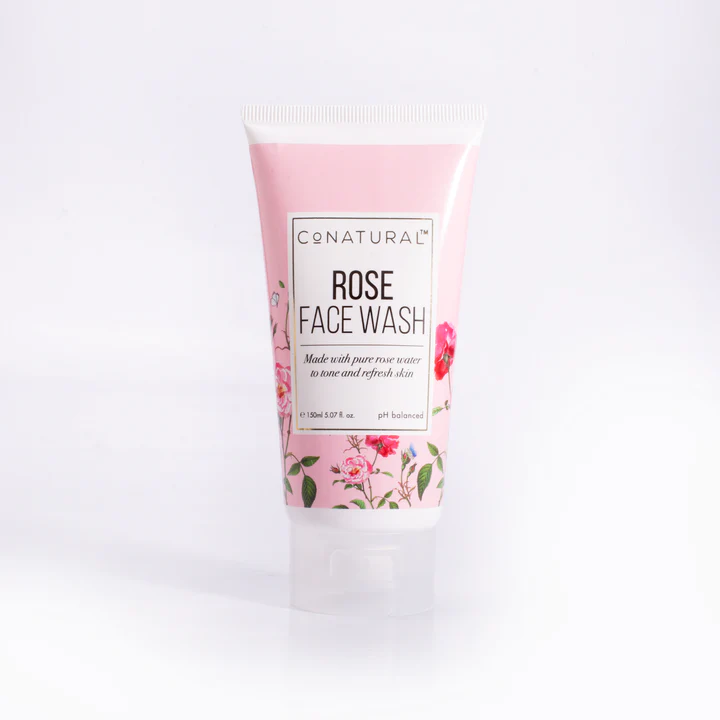 CoNATURAL™
ROSE
FACE WASH
Made with pure rose water
to tone and refresh skin
℮ 150ml 5.07 fl. oz. pH balanced